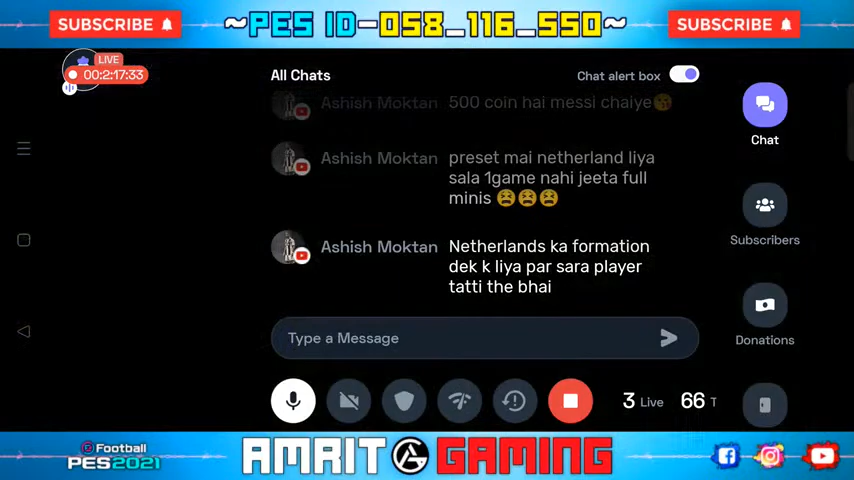 SUBSCRIBE
~PES ID-058_116_550~
SUBSCRIBE
LIVE
00:2:17:33
All Chats
Chat alert box
Ashish Moktan 500 coin hai messi chaiye😚
Chat
Ashish Moktan preset mai netherland liya
sala 1game nahi jeeta full
minis 😫😫😫
Subscribers
Ashish Moktan Netherlands ka formation
dek k liya par sara player
tatti the bhai
Donations
Type a Message
3 Live 66 T
eFootball
PES2021
AMRIT GAMING